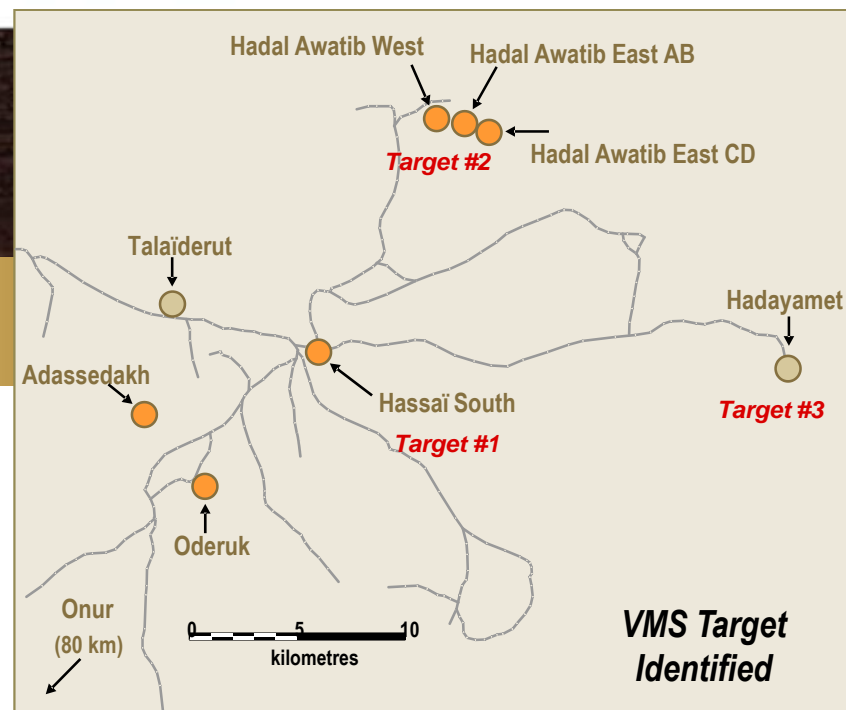 Hadal Awatib West
Hadal Awatib East AB
Hadal Awatib East CD
Target #2
Talaïderut
Hadayamet
Adassedakh
Hassaï South
Target #3
Target #1
Oderuk
Onur
(80 km)
0 5 10
kilometres
VMS Target
Identified